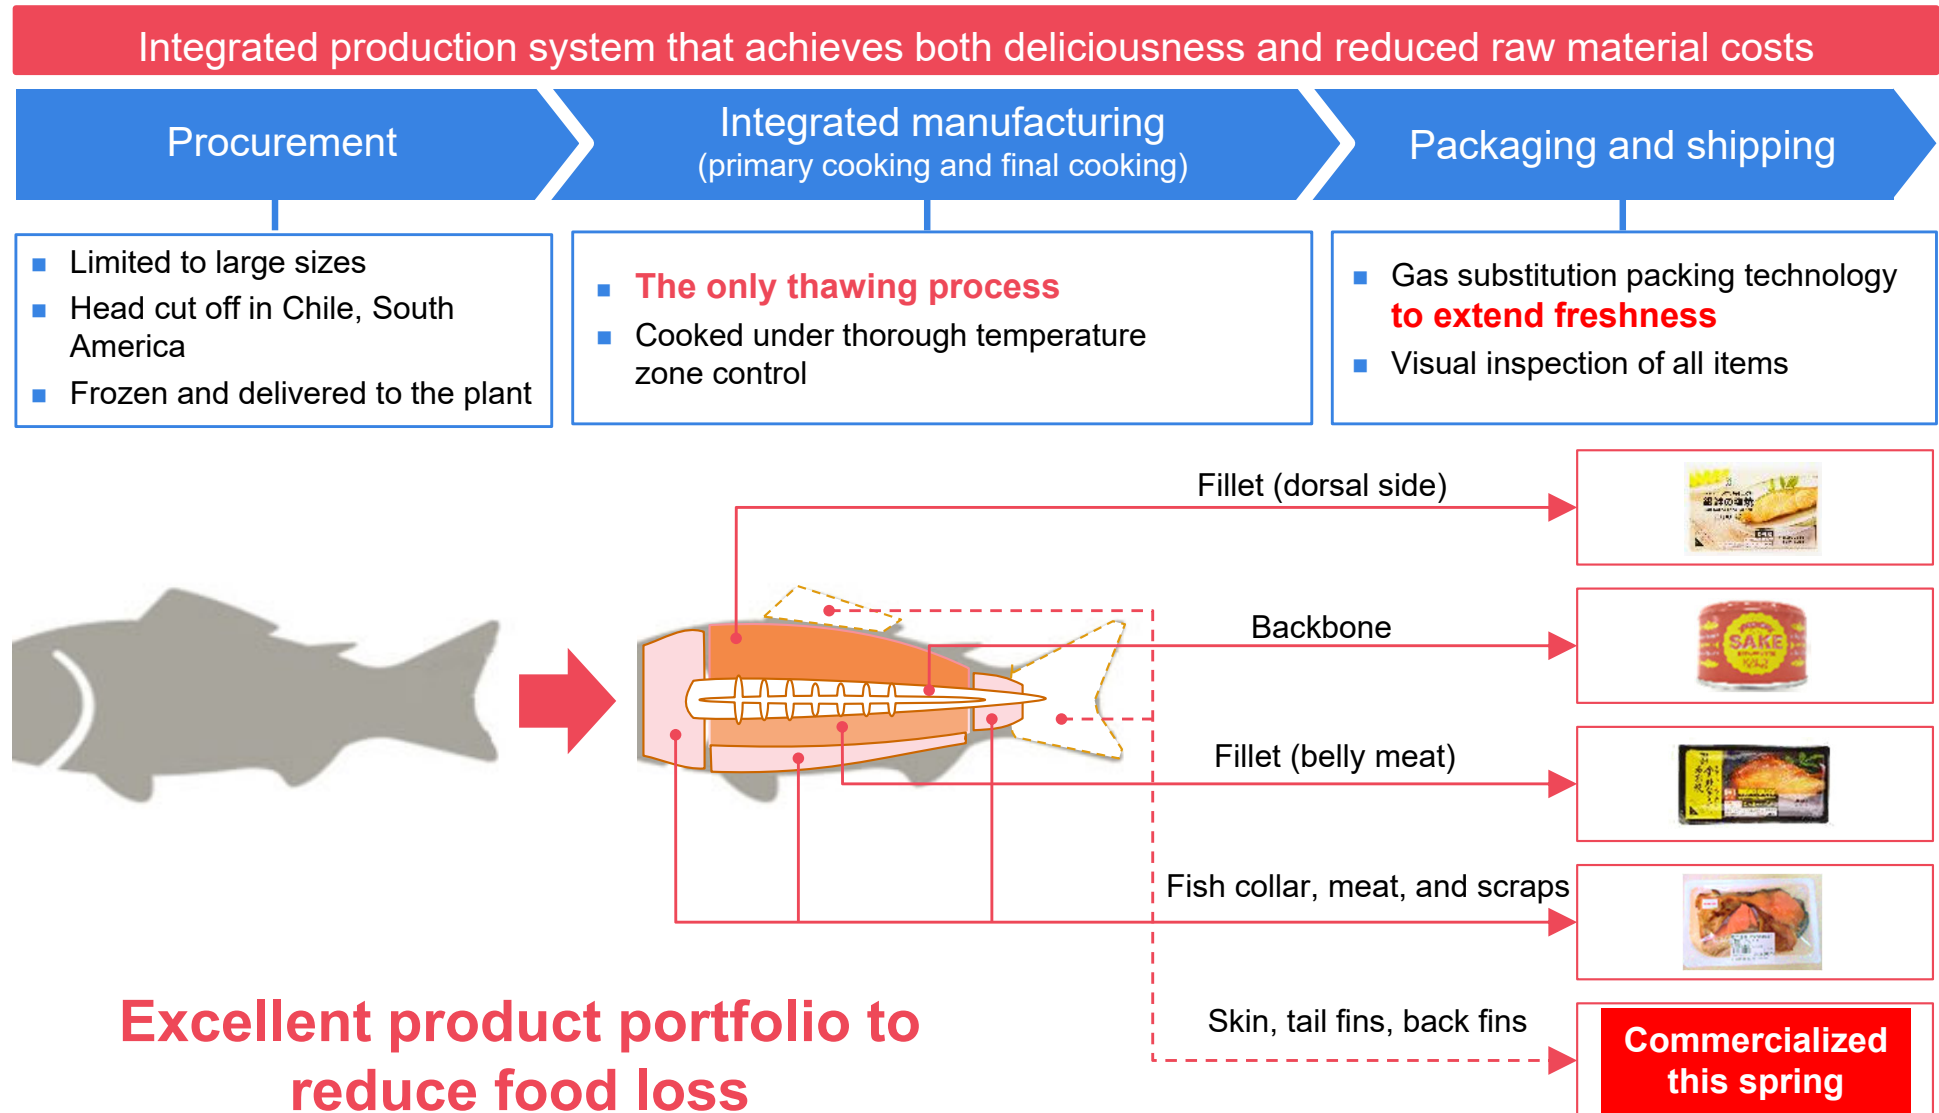 Integrated production system that achieves both deliciousness and reduced raw material costs
Procurement
Integrated manufacturing
(primary cooking and final cooking)
Packaging and shipping
Limited to large sizes
Head cut off in Chile, South
America
Frozen and delivered to the plant
The only thawing process
Cooked under thorough temperature
zone control
Gas substitution packing technology
to extend freshness
Visual inspection of all items
Fillet (dorsal side)
Backbone
SAKE
Fillet (belly meat)
Fish collar, meat, and scraps
Skin, tail fins, back fins
Commercialized
this spring
Excellent product portfolio to
reduce food loss